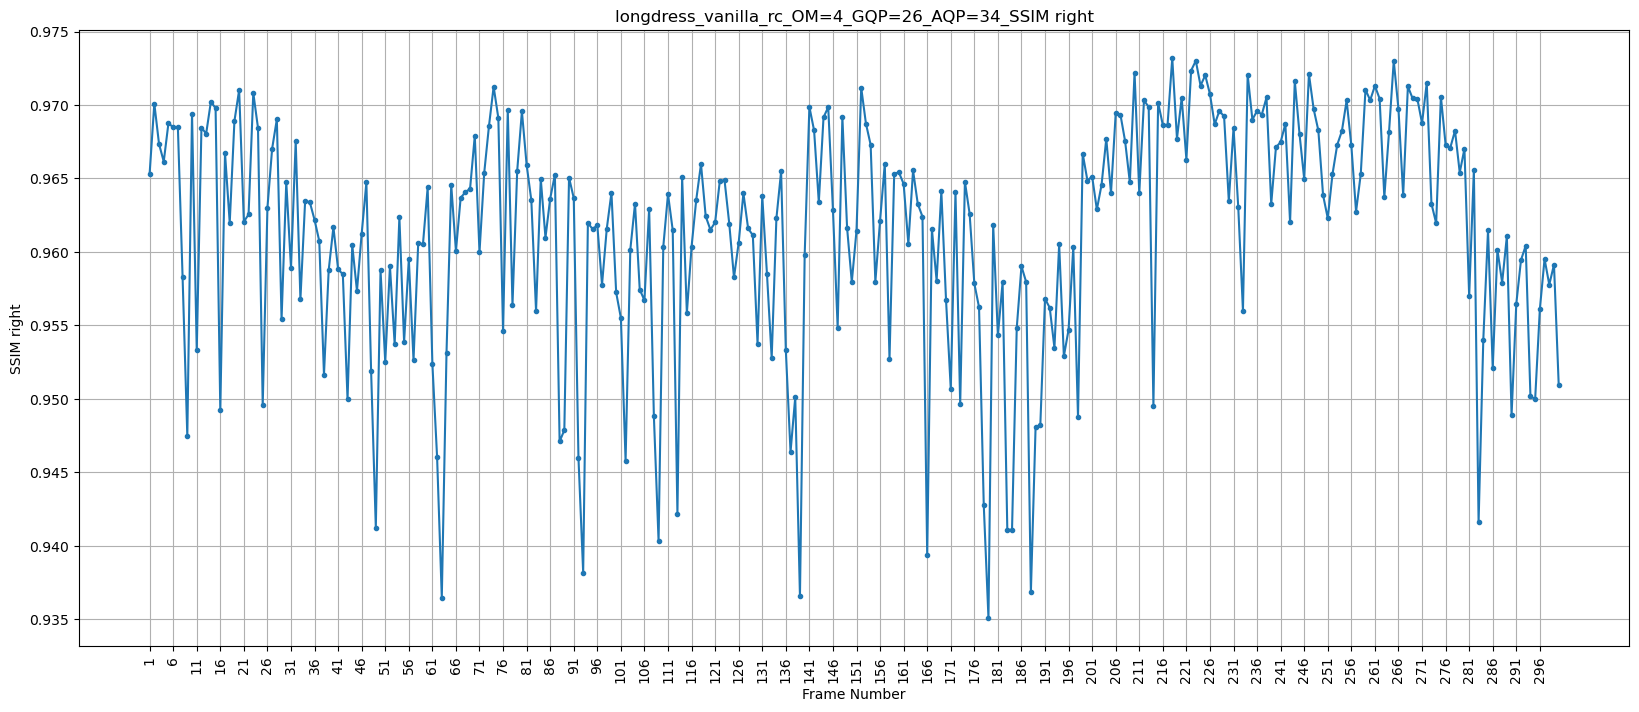 longdress_vanilla_rc_OM=4_GQP=26_AQP=34_SSIM right
SSIM right
0.975
0.970
0.965
0.960
0.955
0.950
0.945
0.940
0.935
1 6 11 16 21 26 31 36 41 46 51 56 61 66 71 76 81 86 91 96 101 106 111 116 121 126 131 136 141 146 151 156 161 166 171 176 181 186 191 196 201 206 211 216 221 226 231 236 241 246 251 256 261 266 271 276 281 286 291 296
Frame Number